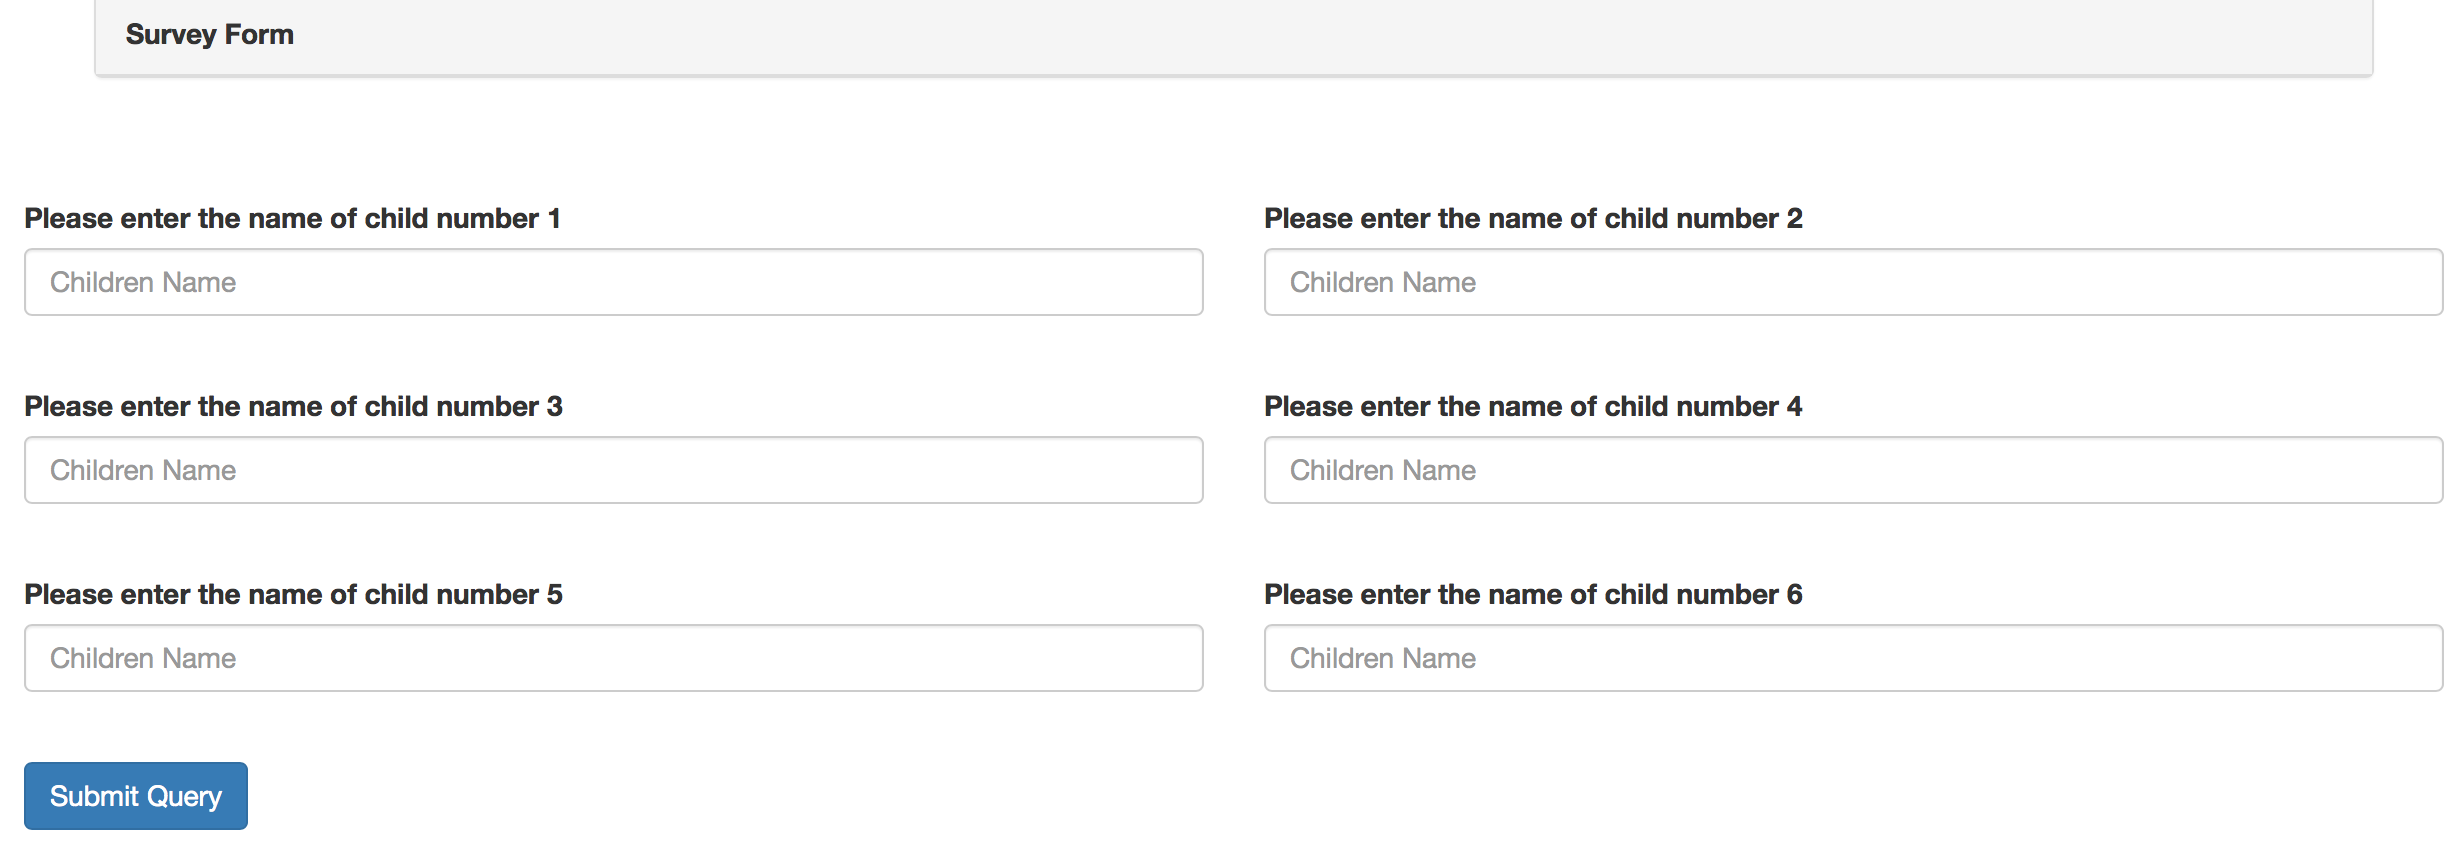 Survey Form
Please enter the name of child number 1
Please enter the name of child number 2
Children Name
Children Name
Please enter the name of child number 3
Please enter the name of child number 4
Children Name
Children Name
Please enter the name of child number 5
Please enter the name of child number 6
Children Name
Children Name
Submit Query